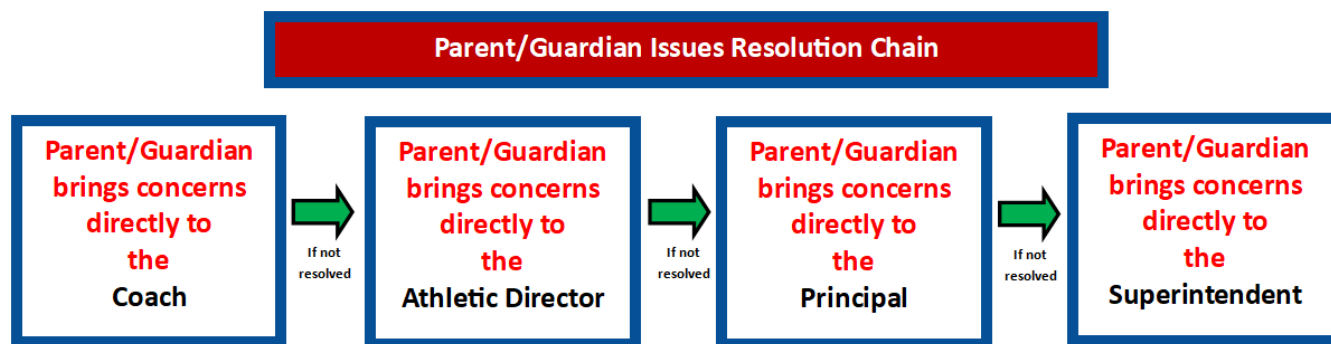 Parent/Guardian Issues Resolution Chain
Parent/Guardian
brings concerns
directly to
the
Coach
If not
resolved
Parent/Guardian
brings concerns
directly to
the
Athletic Director
If not
resolved
Parent/Guardian
brings concerns
directly to
the
Principal
If not
resolved
Parent/Guardian
brings concerns
directly to
the
Superintendent